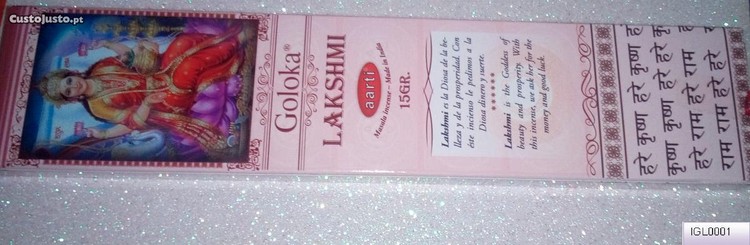 CustoJusto.pt
Goloka®
LAKSHMI
aarti
Masala Incense - Made in India
15GR.
Lakshmi es la Diosa de la be-
lleza y de la prosperidad. Con
éste incienso le pedimos a la
Diosa dinero y suerte.
******
Lakshmi is the Goddess of
beauty and prosperity. With
this incense, we ask her for the
money and good luck.
हरे कृष्ण हरे कृष्ण
कृष्ण कृष्ण हरे हरे
हरे राम हरे राम
राम राम हरे हरे
IGL0001